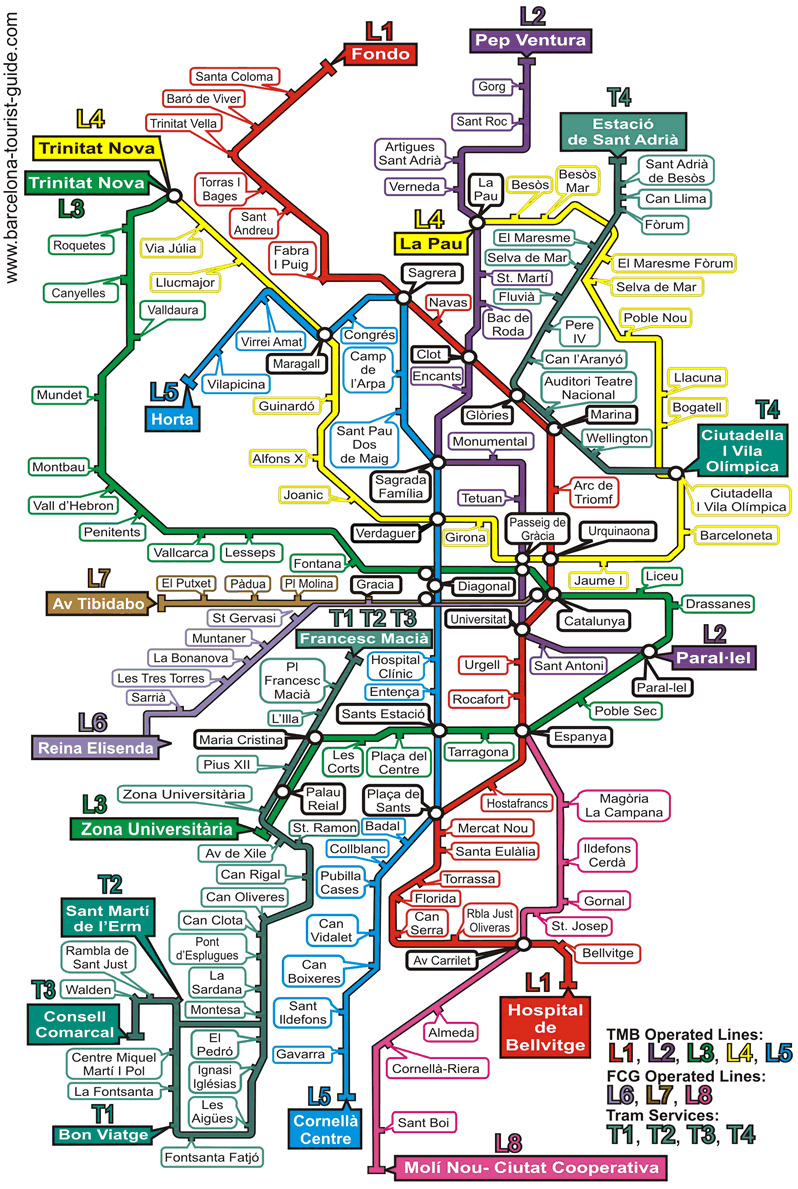 www.barcelona-tourist-guide.com
L1
Fondo
L2
Pep Ventura
Santa Coloma
Baró de Viver
Trinitat Vella
Gorg
Sant Roc
T4
Estació
de Sant Adrià
L4
Trinitat Nova
Trinitat Nova
L3
Artigues
Sant Adrià
Verneda
Sant Adrià
de Besòs
Can Llima
Fòrum
Torras I
Bages
Sant
Andreu
Fabra
I Puig
La
Pau
L4
La Pau
Besòs
Besòs
Mar
El Maresme
Selva de Mar
Fluvià
Roquetes
Canyelles
Valldaura
Via Júlia
Llucmajor
Sagrera
Navas
St. Martí
Bac de
Roda
El Maresme Fòrum
Selva de Mar
Poble Nou
Pere
IV
Can l'Aranyó
Virrei Amat
Vilapicina
Maragall
Congrés
Camp
de
l'Arpa
Clot
Encants
L5
Horta
Mundet
Guinardó
Sant Pau
Dos
de Maig
Glòries
Auditori Teatre
Nacional
Marina
Wellington
Llacuna
Bogatell
T4
Ciutadella
I Vila
Olímpica
Montbau
Vall d'Hebron
Penitents
Alfons X
Joanic
Monumental
Sagrada
Família
Tetuan
Arc de
Triomf
Ciutadella
I Vila Olímpica
Barceloneta
Vallcarca
Lesseps
Fontana
Verdaguer
Girona
Passeig de
Gràcia
Urquinaona
Jaume I
Liceu
Drassanes
L7
Av Tibidabo
El Putxet
Pàdua
Pl Molina
Gracia
Diagonal
Catalunya
St Gervasi
Muntaner
La Bonanova
Les Tres Torres
Sarrià
T1 T2 T3
Francesc Macià
Universitat
Sant Antoni
L2
Paral·lel
Paral-lel
L6
Reina Elisenda
Pl
Francesc
Macià
L'Illa
Hospital
Clínic
Entença
Urgell
Rocafort
Poble Sec
Maria Cristina
Sants Estació
Espanya
Les
Corts
Plaça del
Centre
Tarragona
Pius XII
Zona Universitària
Palau
Reial
Plaça de
Sants
Hostafrancs
L3
Zona Universitària
St. Ramon
Av de Xile
Can Rigal
Can Oliveres
Badal
Collblanc
Pubilla
Cases
Mercat Nou
Santa Eulàlia
Torrassa
Florida
Can
Serra
Rbla Just
Oliveras
Magòria
La Campana
Ildefons
Cerdà
Gornal
St. Josep
T2
Sant Martí
de l'Erm
Can Clota
Pont
d'Esplugues
La
Sardana
Montesa
Can
Vidalet
Can
Boixeres
Av Carrilet
Bellvitge
Rambla de
Sant Just
Walden
T3
Consell
Comarcal
Sant
Ildefons
Gavarra
L1
Hospital
de
Bellvitge
Almeda
Cornellà-Riera
Centre Miquel
Martí I Pol
La Fontsanta
El
Pedró
Ignasi
Iglésias
Les
Aigües
T1
Bon Viatge
Fontsanta Fatjó
L5
Cornellà
Centre
Sant Boi
L8
Molí Nou- Ciutat Cooperativa
TMB Operated Lines:
L1, L2, L3, L4, L5
FCG Operated Lines:
L6, L7, L8
Tram Services:
T1, T2, T3, T4